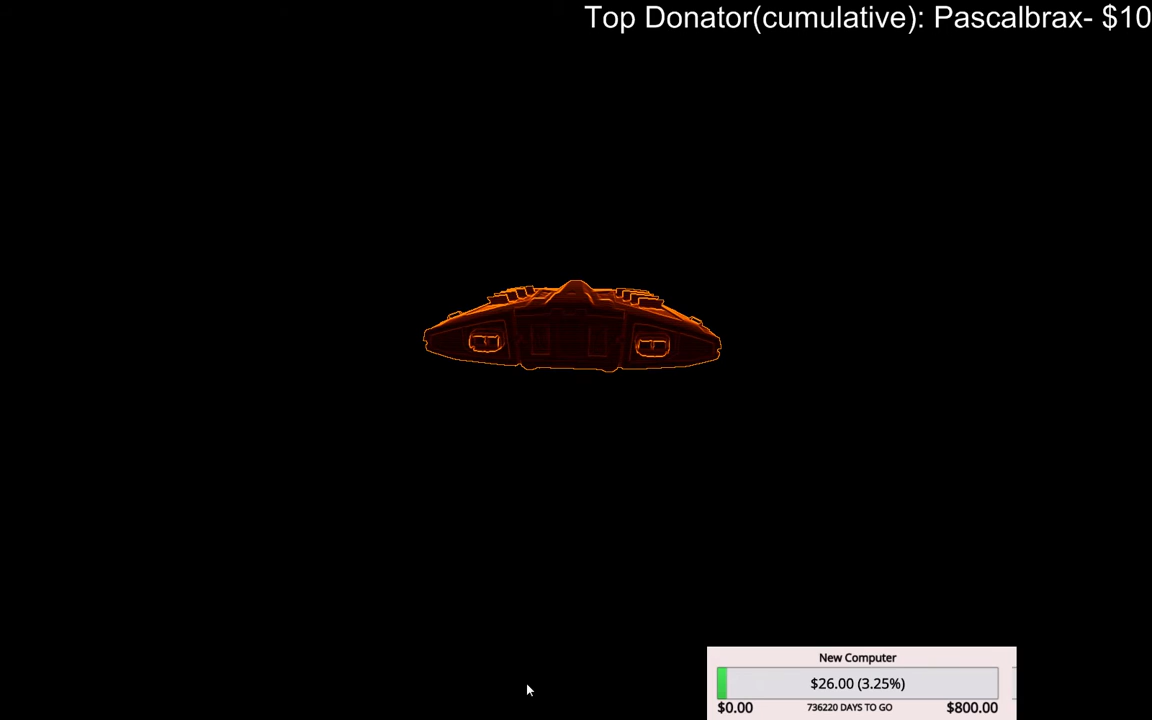 Top Donator(cumulative): Pascalbrax- $10
New Computer
$26.00 (3.25%)
$0.00 736220 DAYS TO GO $800.00